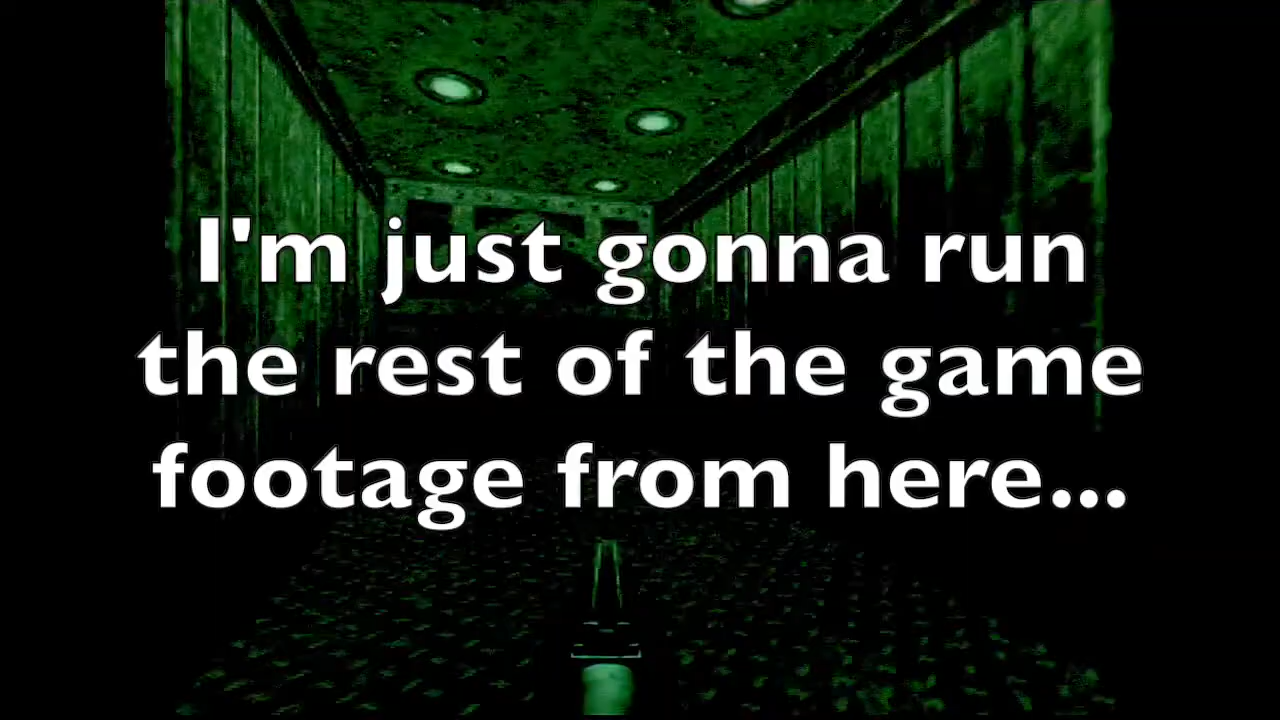 I'm just gonna run
the rest of the game
footage from here...